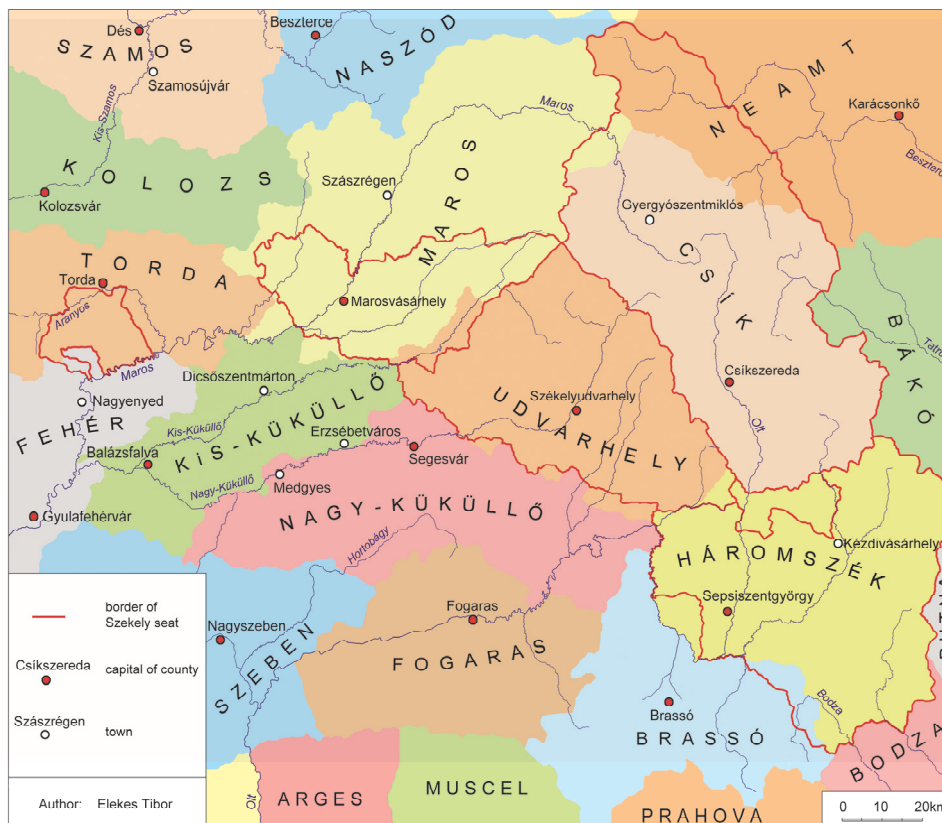 Dés
Beszterce
SZAMOS
NASZÓD
NEAMT
Szamosújvár
Kis-Szamos
Maros
Karácsonkő
Beszterc
KOLOZS
Kolozsvár
Szászrégen
MAROS
Gyergyószentmiklós
CSÍK
TORDA
Torda
Aranyos
Marosvásárhely
BÁKÓ
Tatro
Maros
Dicsőszentmárton
Csíkszereda
Nagyenyed
Székelyudvarhely
FEHÉR
Kis-Küküllő
KiS-KÜKÜLLŐ
Erzsébetváros
UDVARHELY
Olt
Balázsfalva
Segesvár
Nagy-Küküllő
Medgyes
Gyulafehérvár
NAGY-KÜKÜLLŐ
Hortobágy
Kézdivásárhely
HÁROMSZÉK
Sepsiszentgyörgy
Fogaras
Nagyszeben
SZEBEN
FOGARAS
Bodza
Brassó
BRASSÓ
BODZA
Olt
ARGES
MUSCEL
PRAHOVA
border of
Szekely seat
Csíkszereda
capital of county
Szászrégen
town
Author: Elekes Tibor
0 10 20km